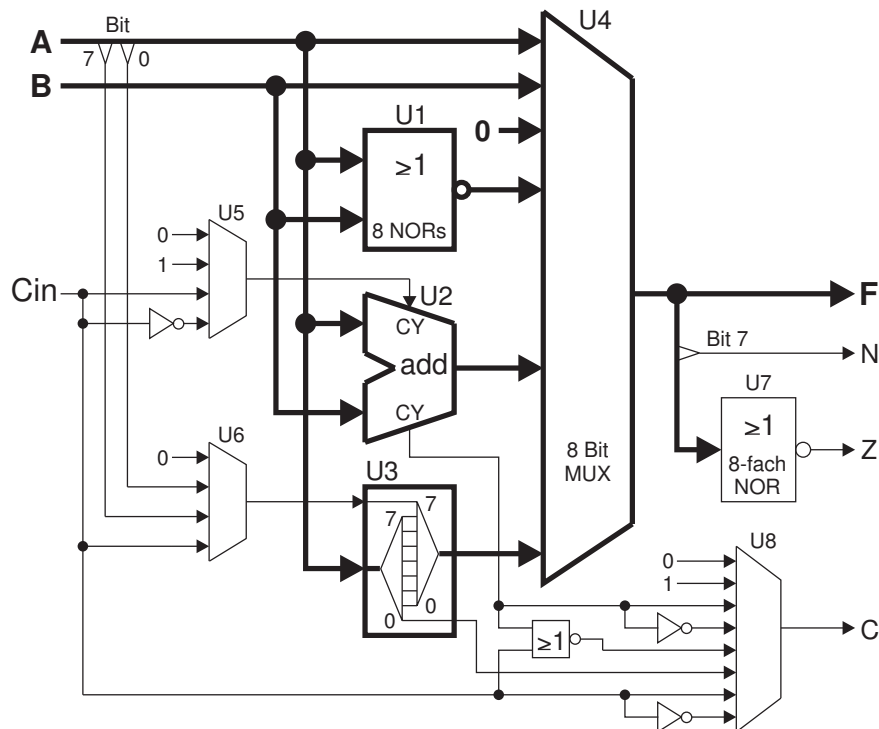 Bit
U4
A
7
0
B
U1
0
≥1
8 NORs
U5
0
1
Cin
U2
CY
add
CY
F
Bit 7
N
U7
≥1
8-fach
NOR
Z
U6
0
8 Bit
MUX
U3
7
7
0
0
U8
0
1
≥1
C